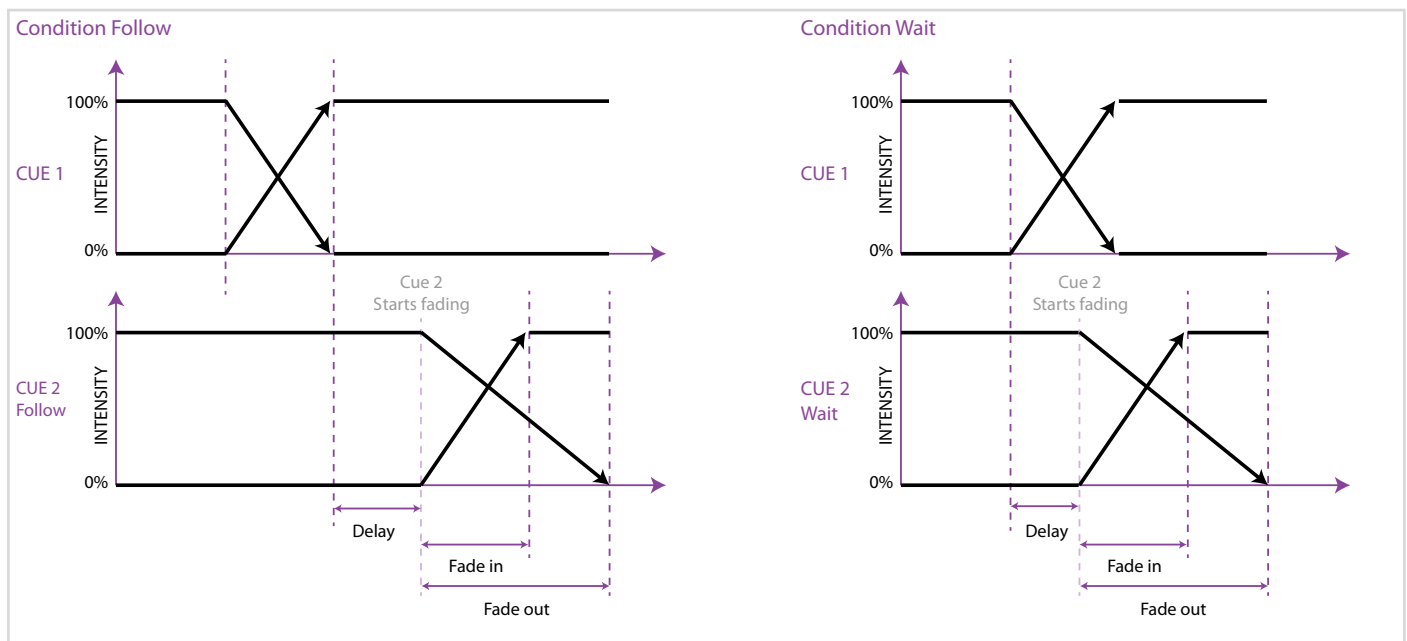 Condition Follow
100%
INTENSITY
CUE 1
0%
Cue 2
Starts fading
100%
INTENSITY
CUE 2
Follow
0%
Delay
Fade in
Fade out
Condition Wait
100%
INTENSITY
CUE 1
0%
Cue 2
Starts fading
100%
INTENSITY
CUE 2
Wait
0%
Delay
Fade in
Fade out